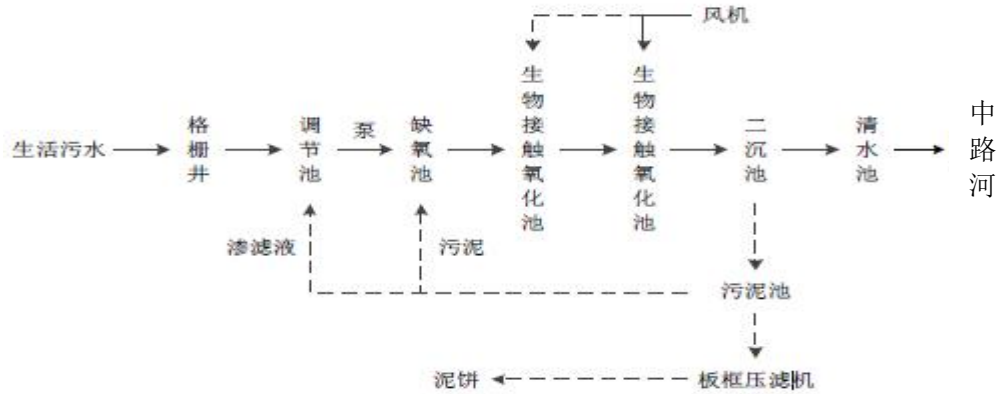 风机
生活污水
格栅井
调节池
泵
缺氧池
生物接触氧化池
生物接触氧化池
二沉池
清水池
中路河
渗滤液
污泥
污泥池
泥饼
板框压滤机